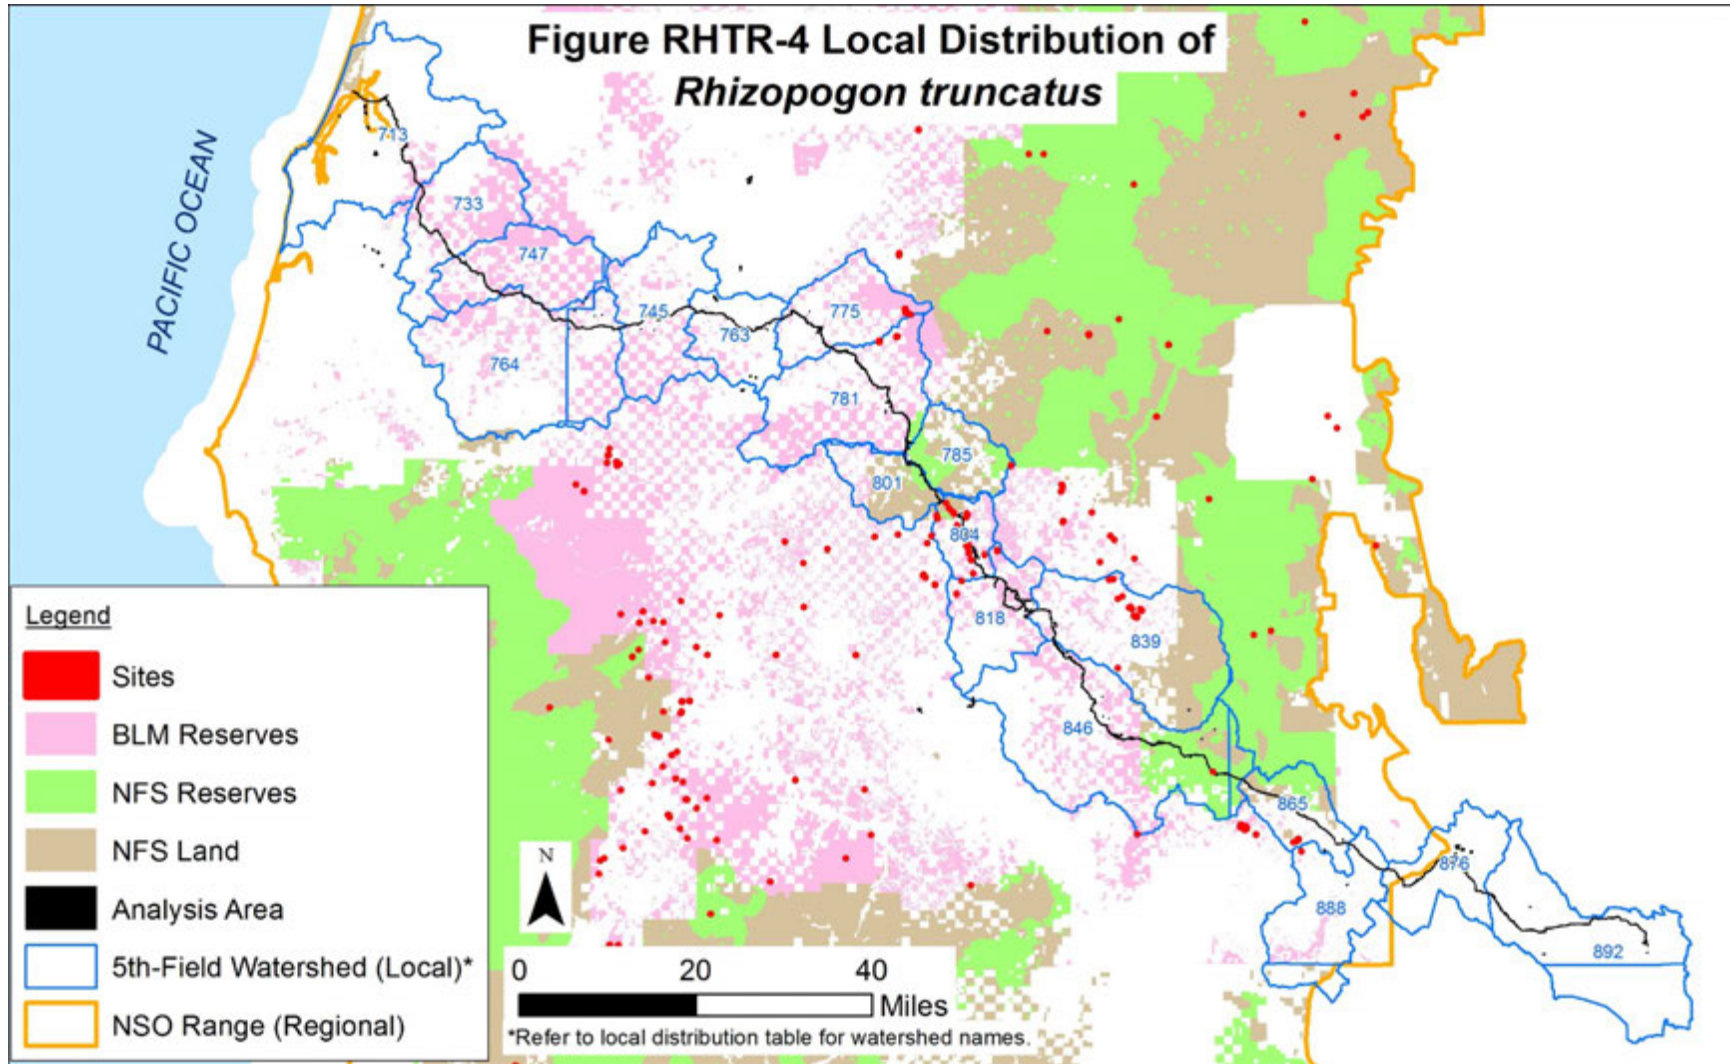 Figure RHTR-4 Local Distribution of
Rhizopogon truncatus
PACIFIC OCEAN
713
733
747
745
775
763
764
781
785
801
804
818
839
846
865
876
888
892
Legend
Sites
BLM Reserves
NFS Reserves
NFS Land
Analysis Area
5th-Field Watershed (Local)*
NSO Range (Regional)
N
0 20 40
Miles
*Refer to local distribution table for watershed names.